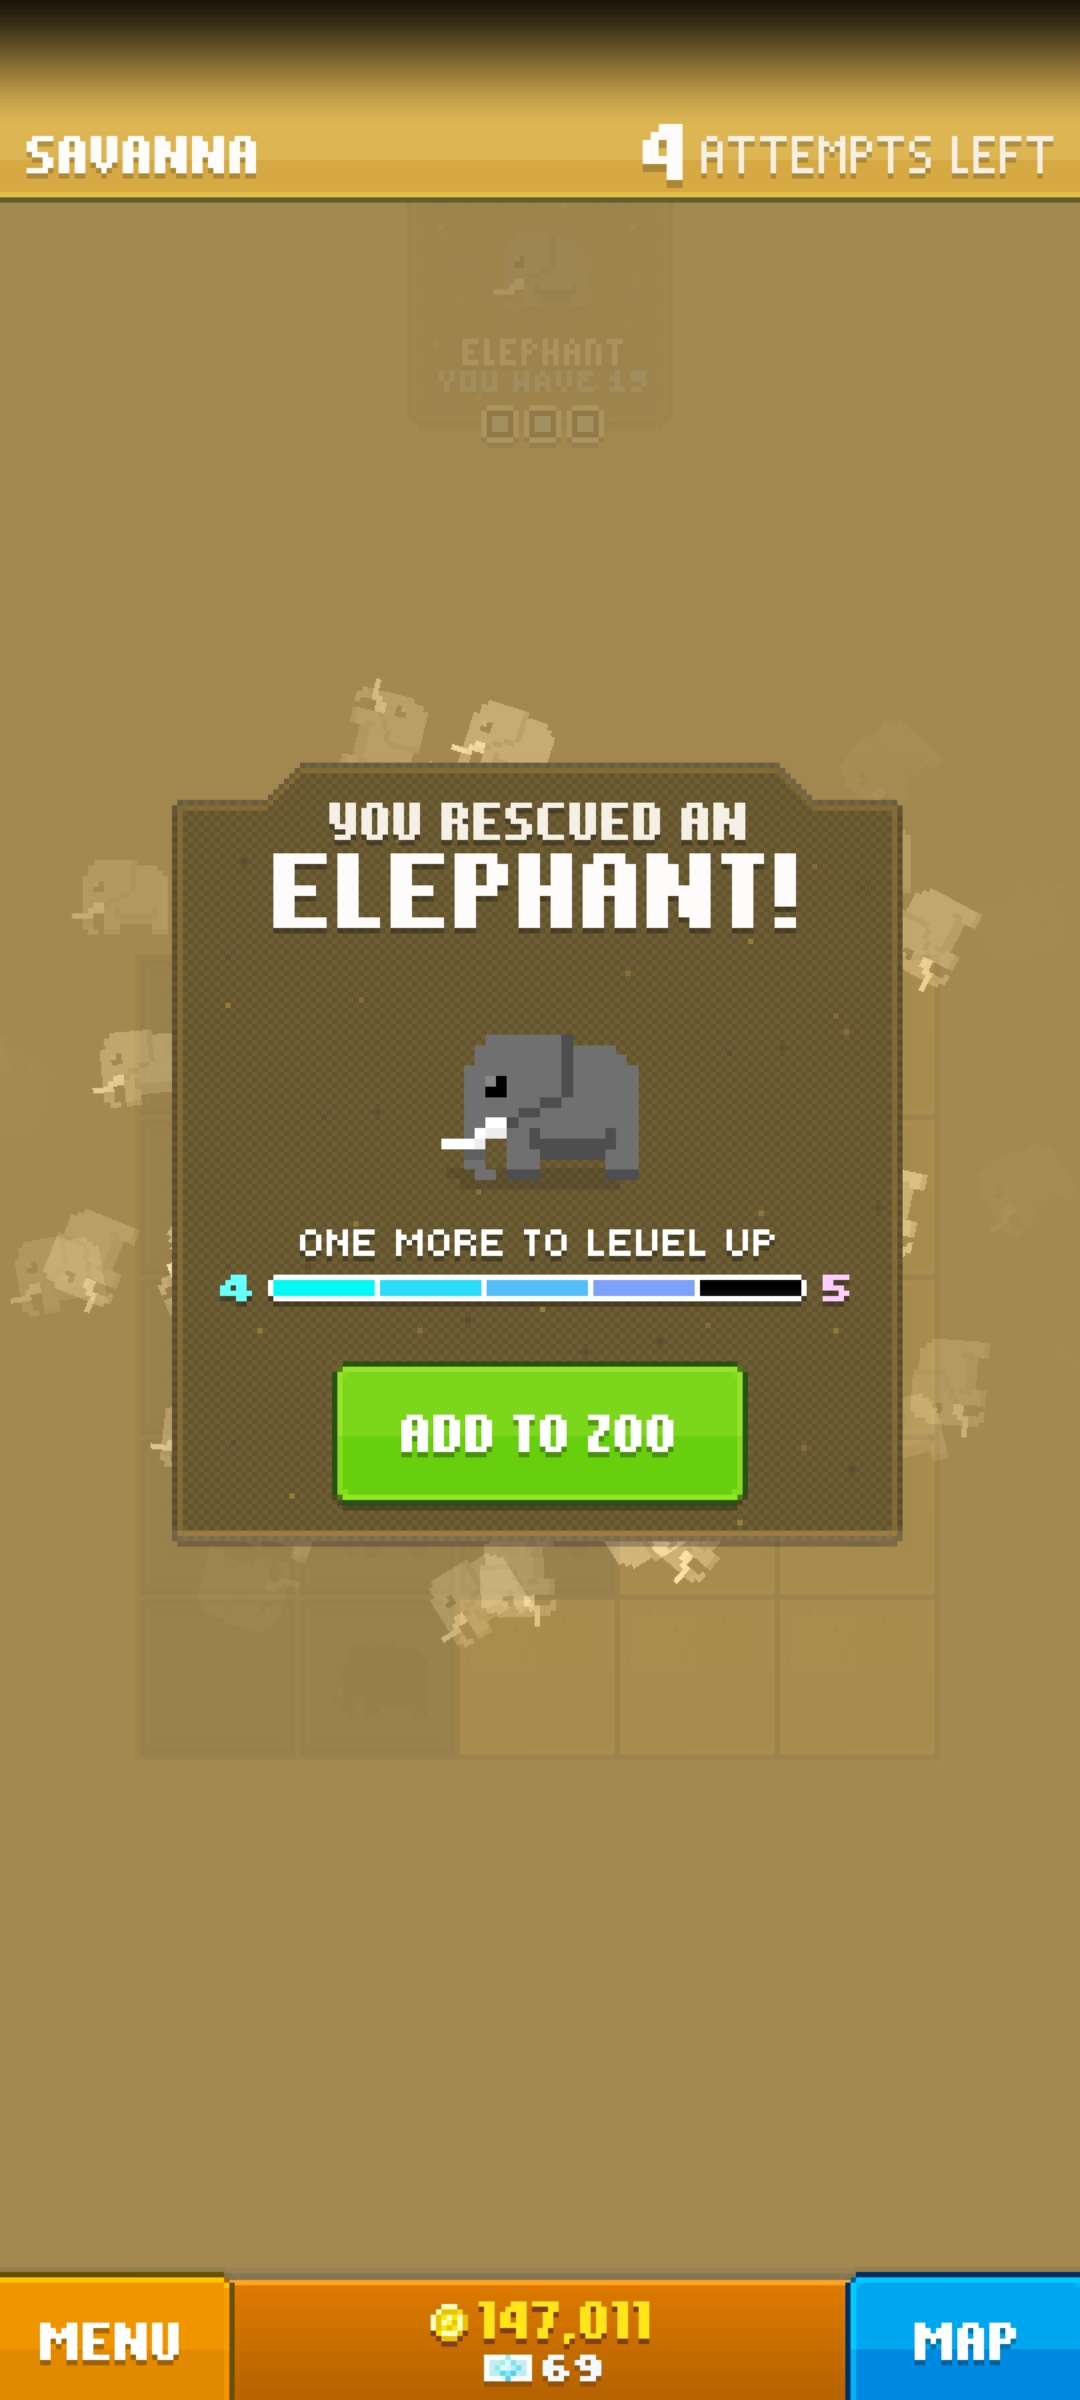 SAVANNA
4 ATTEMPTS LEFT
ELEPHANT
YOU HAVE 19
YOU RESCUED AN
ELEPHANT!
ONE MORE TO LEVEL UP
4 5
ADD TO ZOO
MENU
147,011
69
MAP